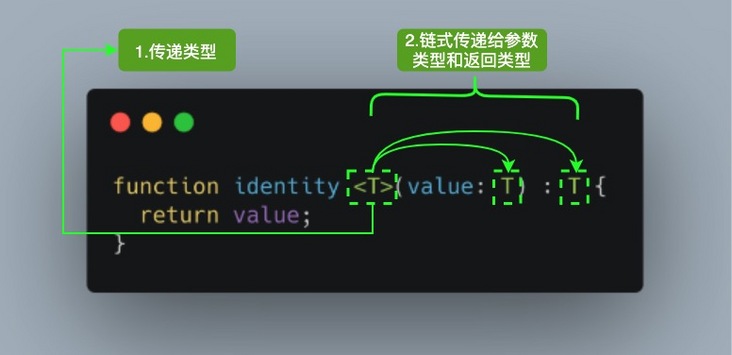 1.传递类型
2.链式传递给参数
类型和返回类型
function identity <T>(value: T) : T {
return value;
}